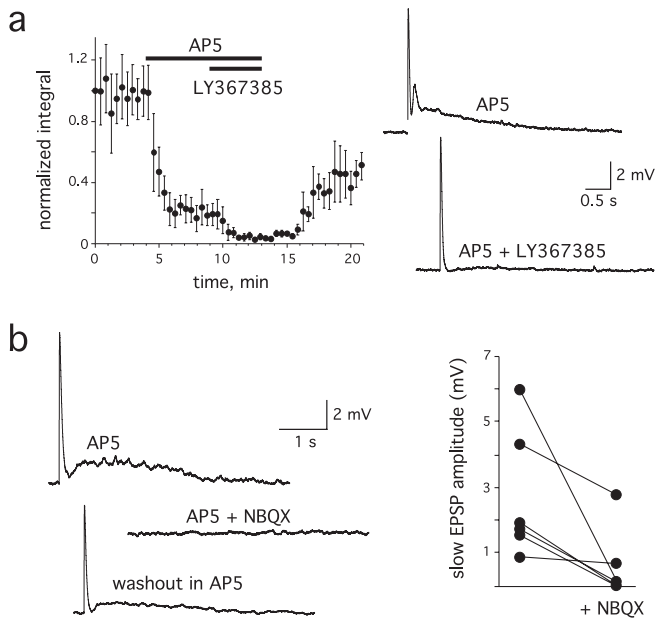 a
normalized integral
1.2
0.8
0.4
0
0 5 10 15 20
time, min
AP5
LY367385
AP5
2 mV
0.5 s
AP5 + LY367385
b
AP5
2 mV
1 s
AP5 + NBQX
washout in AP5
slow EPSP amplitude (mV)
7
5
3
1
+ NBQX